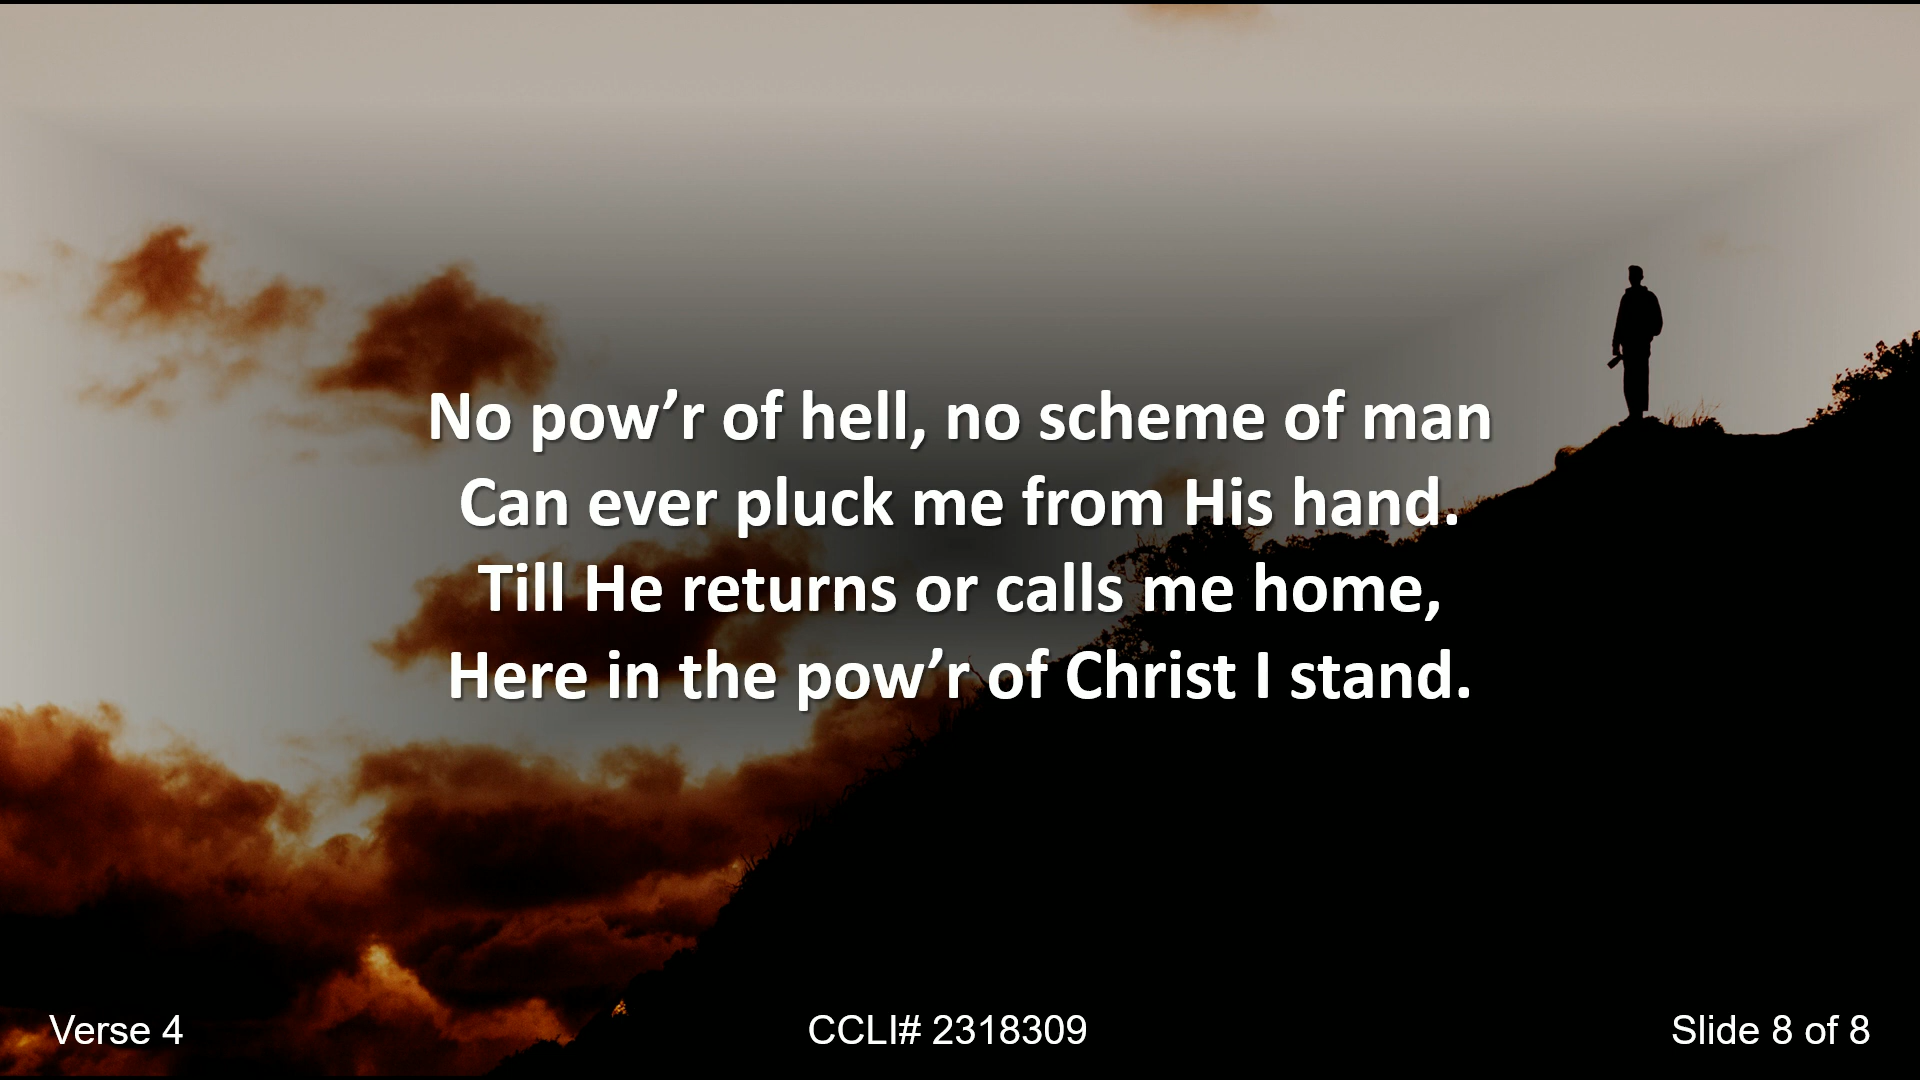 No pow’r of hell, no scheme of man
Can ever pluck me from His hand.
Till He returns or calls me home,
Here in the pow’r of Christ I stand.
Verse 4
CCLI# 2318309
Slide 8 of 8